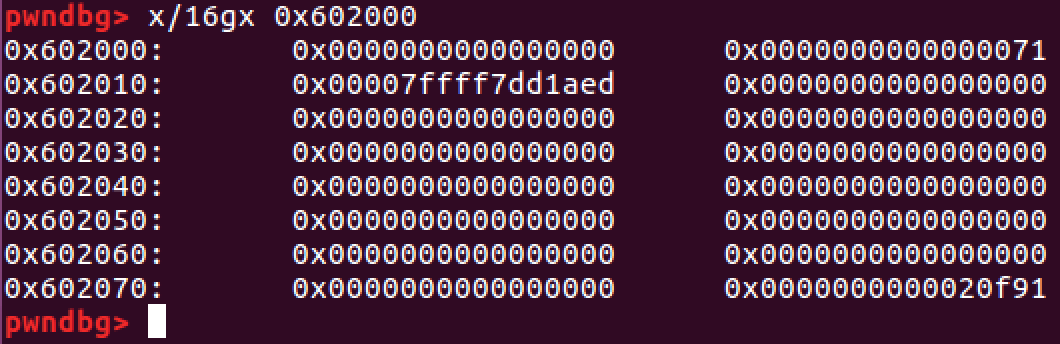 pwndbg> x/16gx 0x602000
0x602000: 0x0000000000000000 0x0000000000000071
0x602010: 0x00007ffff7dd1aed 0x0000000000000000
0x602020: 0x0000000000000000 0x0000000000000000
0x602030: 0x0000000000000000 0x0000000000000000
0x602040: 0x0000000000000000 0x0000000000000000
0x602050: 0x0000000000000000 0x0000000000000000
0x602060: 0x0000000000000000 0x0000000000000000
0x602070: 0x0000000000000000 0x0000000000020f91
pwndbg>